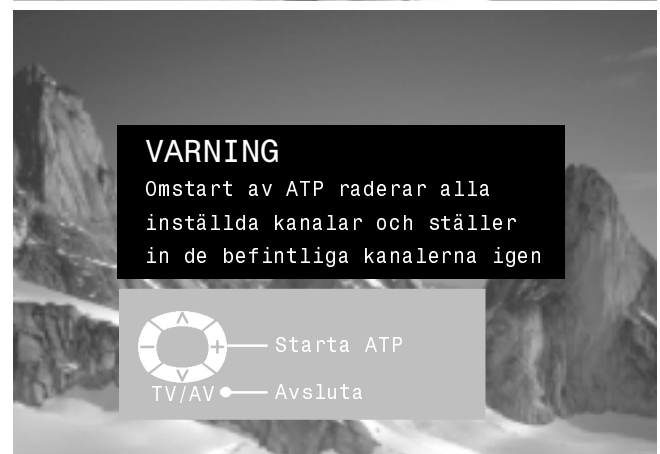 VARNING
Omstart av ATP raderar alla
inställda kanalar och ställer
in de befintliga kanalerna igen
Starta ATP
TV/AV Avsluta